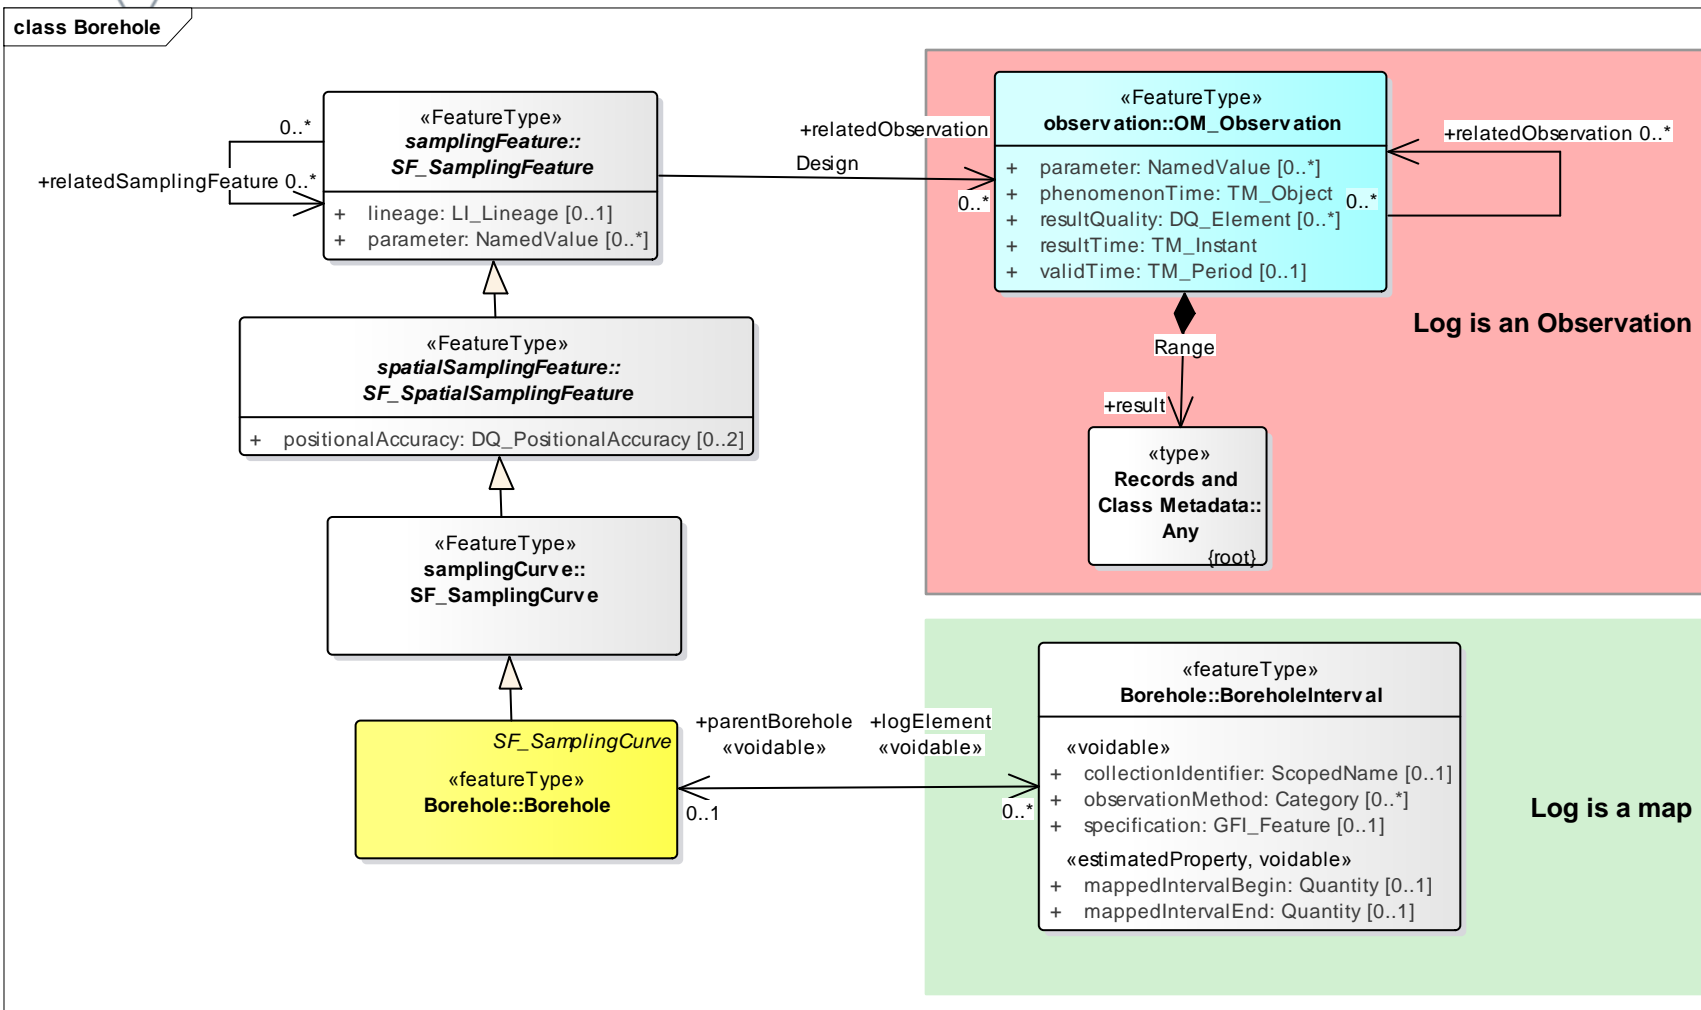 class Borehole
«FeatureType»
samplingFeature::
SF_SamplingFeature
+ lineage: LI_Lineage [0..1]
+ parameter: NamedValue [0..*]
0..*
+relatedSamplingFeature 0..*
+relatedObservation
Design
0..*
«FeatureType»
observation::OM_Observation
+ parameter: NamedValue [0..*]
+ phenomenonTime: TM_Object
+ resultQuality: DQ_Element [0..*]
+ resultTime: TM_Instant
+ validTime: TM_Period [0..1]
+relatedObservation 0..*
0..*
Log is an Observation
Range
+result
«type»
Records and
Class Metadata::
Any
{root}
«FeatureType»
spatialSamplingFeature::
SF_SpatialSamplingFeature
+ positionalAccuracy: DQ_PositionalAccuracy [0..2]
«FeatureType»
samplingCurve::
SF_SamplingCurve
SF_SamplingCurve
«featureType»
Borehole::Borehole
+parentBorehole
«voidable»
0..1
+logElement
«voidable»
0..*
«featureType»
Borehole::BoreholeInterval
«voidable»
+ collectionIdentifier: ScopedName [0..1]
+ observationMethod: Category [0..*]
+ specification: GFI_Feature [0..1]
«estimatedProperty, voidable»
+ mappedIntervalBegin: Quantity [0..1]
+ mappedIntervalEnd: Quantity [0..1]
Log is a map